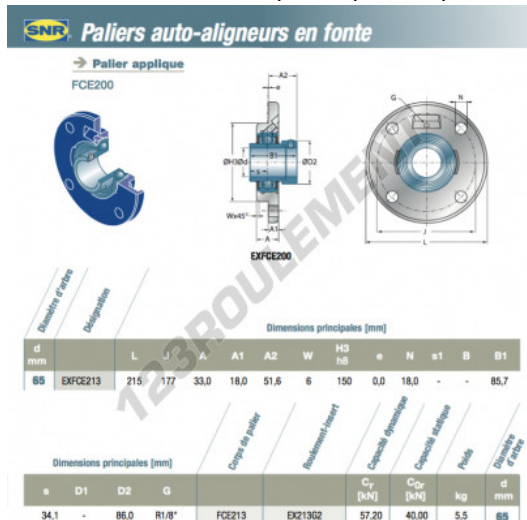 SNR Paliers auto-aligneurs en fonte
Palier applique
FCE200
A2
e
G
N
ØH3
Ød
B1
S
ØD2
Wx45°
A1
A
J
L
EXFCE200
123ROULEMENT
Diamètre d'arbre
Désignation
Dimensions principales [mm]
d mm L J A A1 A2 W H3 h8 e N s1 B B1
65 EXFCE213 215 177 33,0 18,0 51,6 6 150 0,0 18,0 - - 85,7
Dimensions principales [mm]
Corps de palier
Roulement-insert
Capacité dynamique
Capacité statique
Poids
Diamètre d'arbre
s D1 D2 G Cr [kN] C0r [kN] kg d mm
34,1 - 86,0 R1/8" FCE213 EX213G2 57,20 40,00 5,5 65